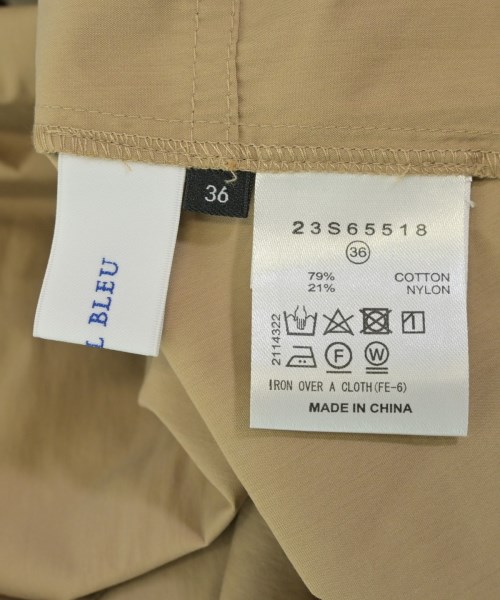 L BLEU
36
23S65518
36
79% COTTON
21% NYLON
2114322
F W
IRON OVER A CLOTH(FE-6)
MADE IN CHINA